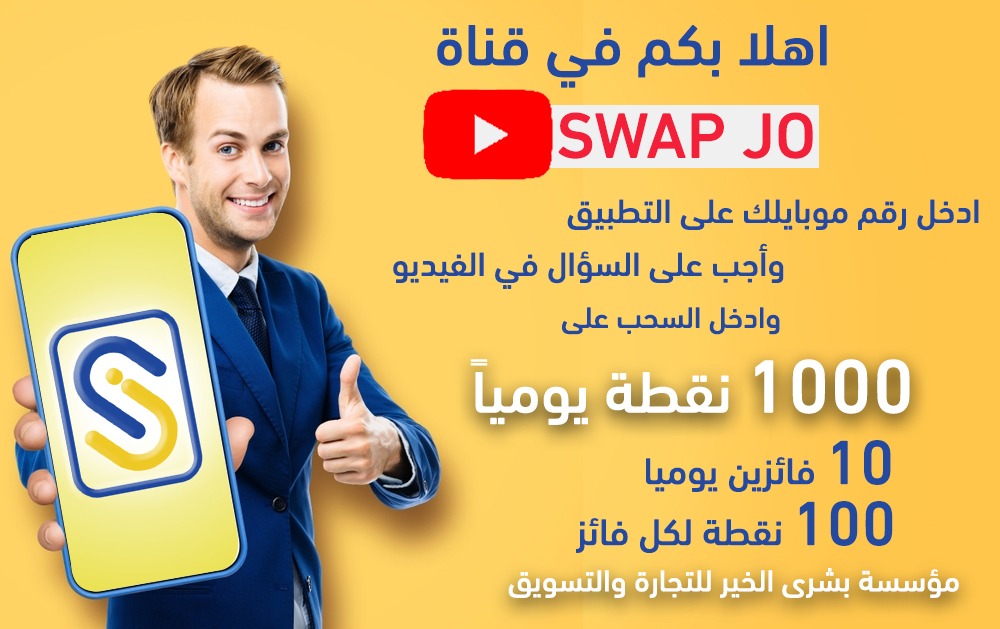 اهلا بكم في قناة
SWAP JO
ادخل رقم موبايلك على التطبيق
وأجب على السؤال في الفيديو
وادخل السحب على
1000 نقطة يومياً
10 فائزين يوميا
100 نقطة لكل فائز
مؤسسة بشرى الخير للتجارة والتسويق